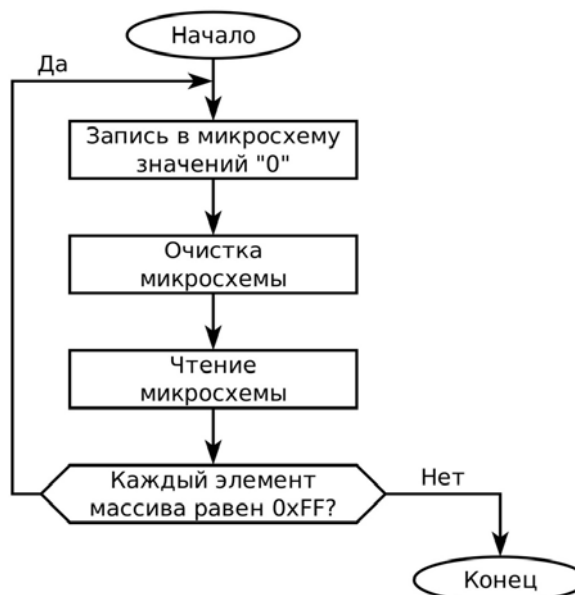 Начало
Да
Запись в микросхему
значений "0"
Очистка
микросхемы
Чтение
микросхемы
Каждый элемент
массива равен 0xFF?
Нет
Конец